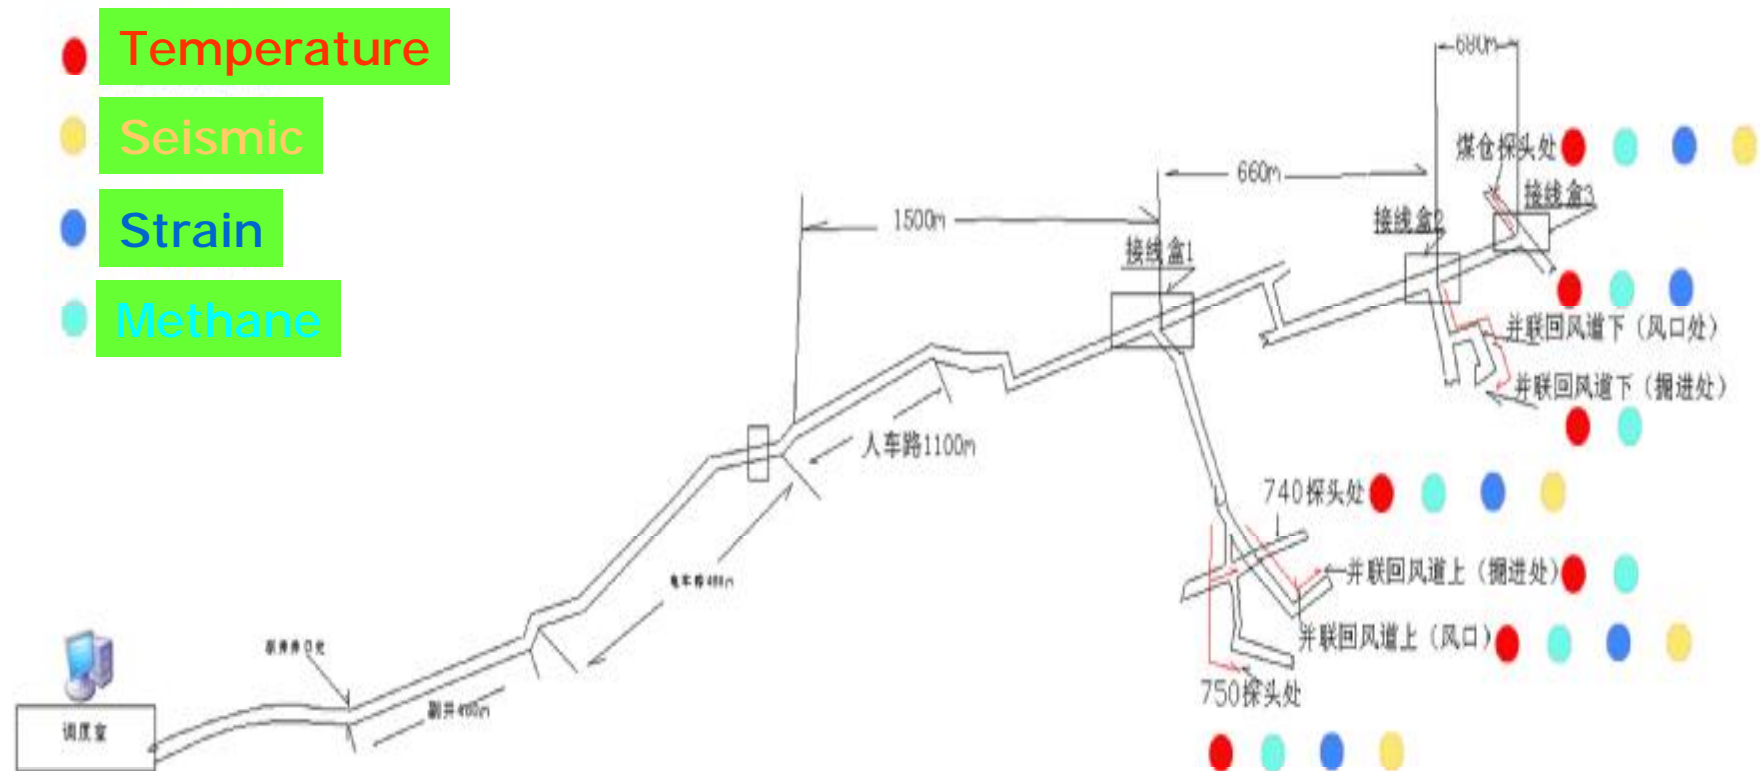 Temperature
Seismic
Strain
Methane
680m
煤仓探头处
660m
接线盒3
接线盒2
1500m
接线盒1
并联回风道下（风口处）
并联回风道下（掘进处）
人车路1100m
740探头处
并联回风道上（掘进处）
并联回风道上（风口）
750探头处
调度室